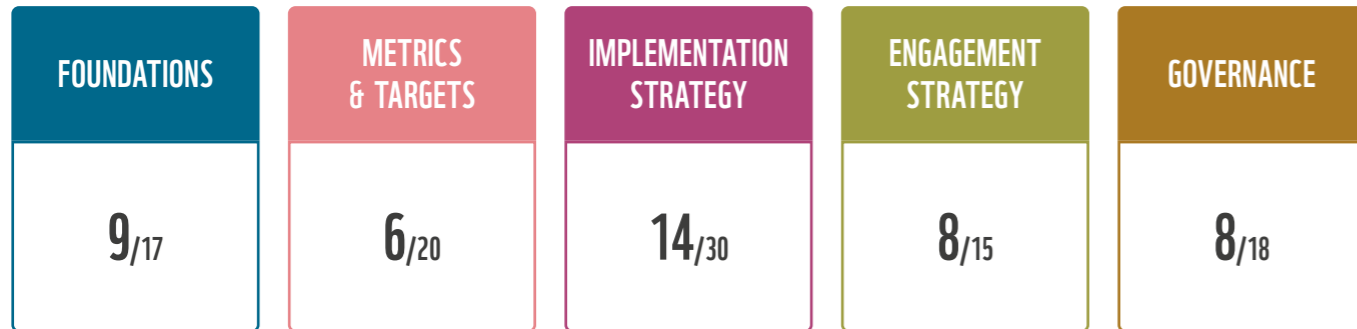 FOUNDATIONS
METRICS
& TARGETS
IMPLEMENTATION
STRATEGY
ENGAGEMENT
STRATEGY
GOVERNANCE
9/17
6/20
14/30
8/15
8/18